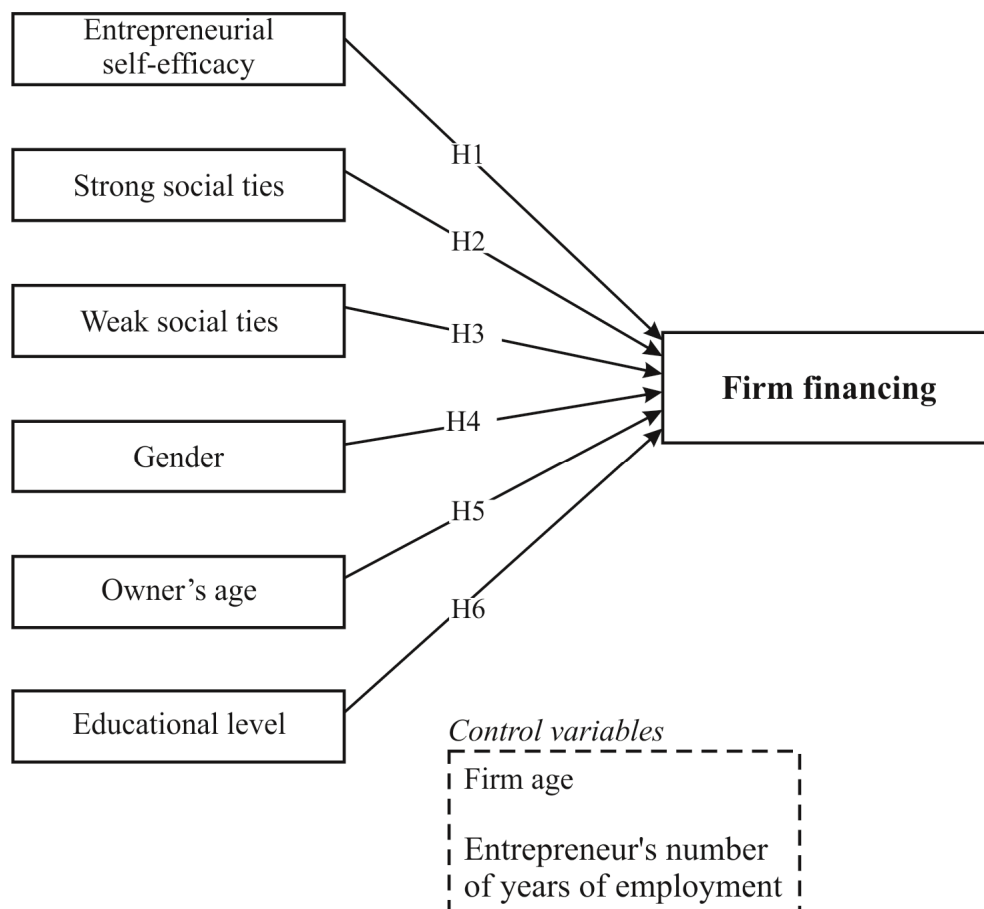 Entrepreneurial
self-efficacy
H1
Strong social ties
H2
Weak social ties
H3
Firm financing
Gender
H4
Owner’s age
H5
Educational level
H6
Control variables
Firm age
Entrepreneur's number
of years of employment